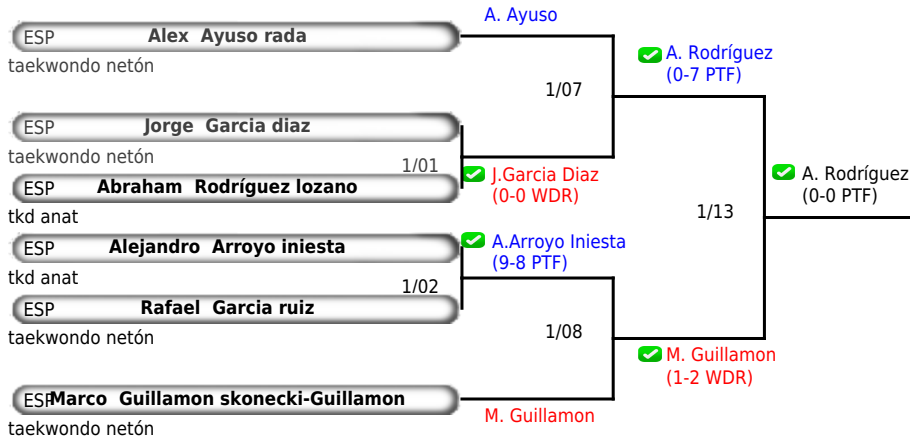 A. Ayuso
ESP Alex Ayuso rada
taekwondo netón
A. Rodríguez
(0-7 PTF)
1/07
ESP Jorge Garcia diaz
taekwondo netón
1/01
J.Garcia Diaz
(0-0 WDR)
ESP Abraham Rodríguez lozano
tkd anat
A. Rodríguez
(0-0 PTF)
1/13
ESP Alejandro Arroyo iniesta
tkd anat
A.Arroyo Iniesta
(9-8 PTF)
1/02
ESP Rafael Garcia ruiz
taekwondo netón
1/08
M. Guillamon
(1-2 WDR)
ESP Marco Guillamon skonecki-Guillamon
taekwondo netón
M. Guillamon